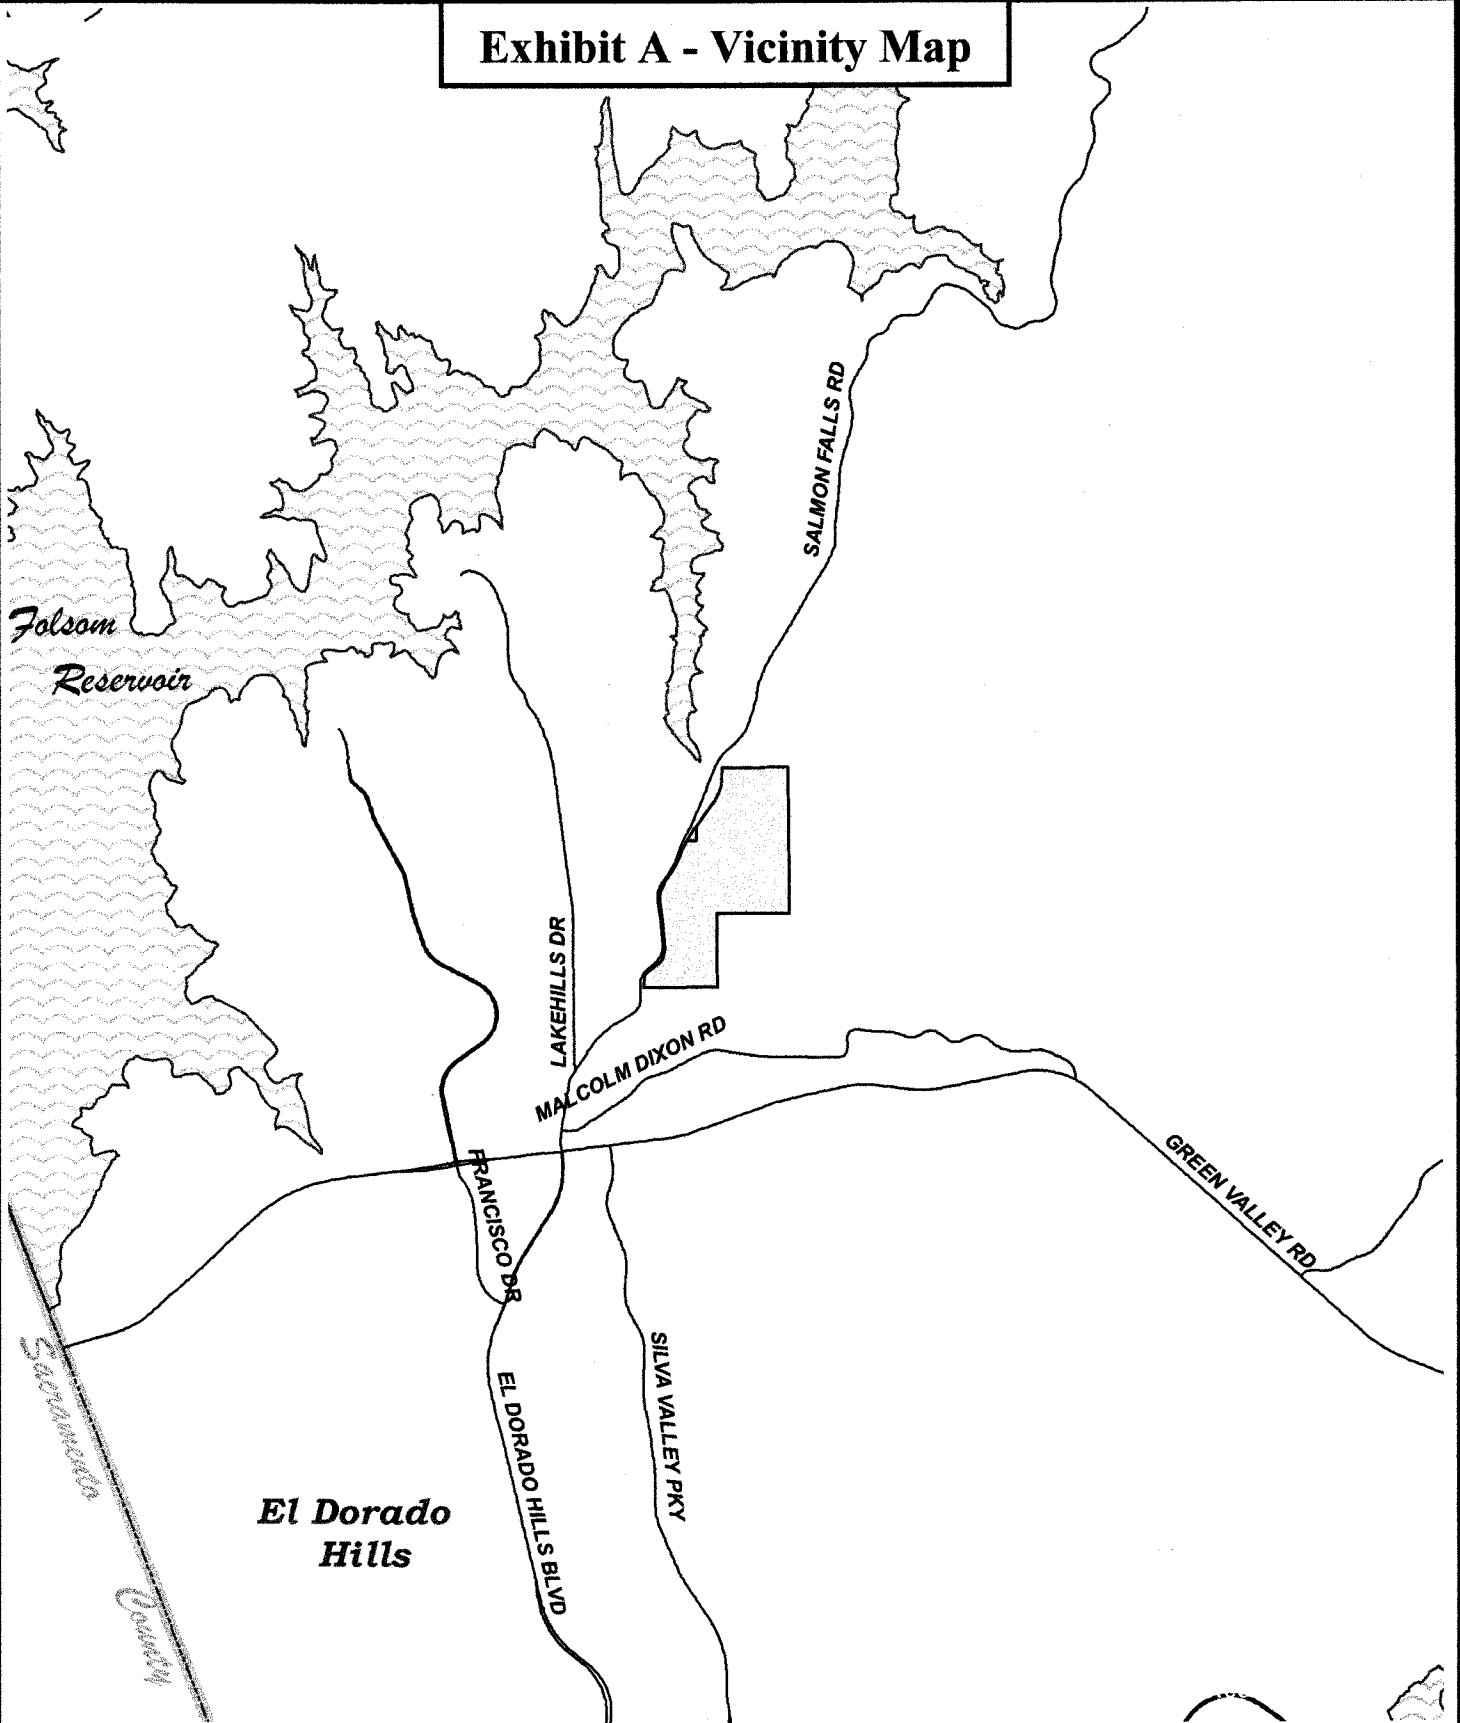 Exhibit A - Vicinity Map
SALMON FALLS RD
Folsom
Reservoir
LAKEHILLS DR
MALCOLM DIXON RD
FRANCISCO DR
GREEN VALLEY RD
SILVA VALLEY PKY
EL DORADO HILLS BLVD
Sacramento
County
El Dorado
Hills